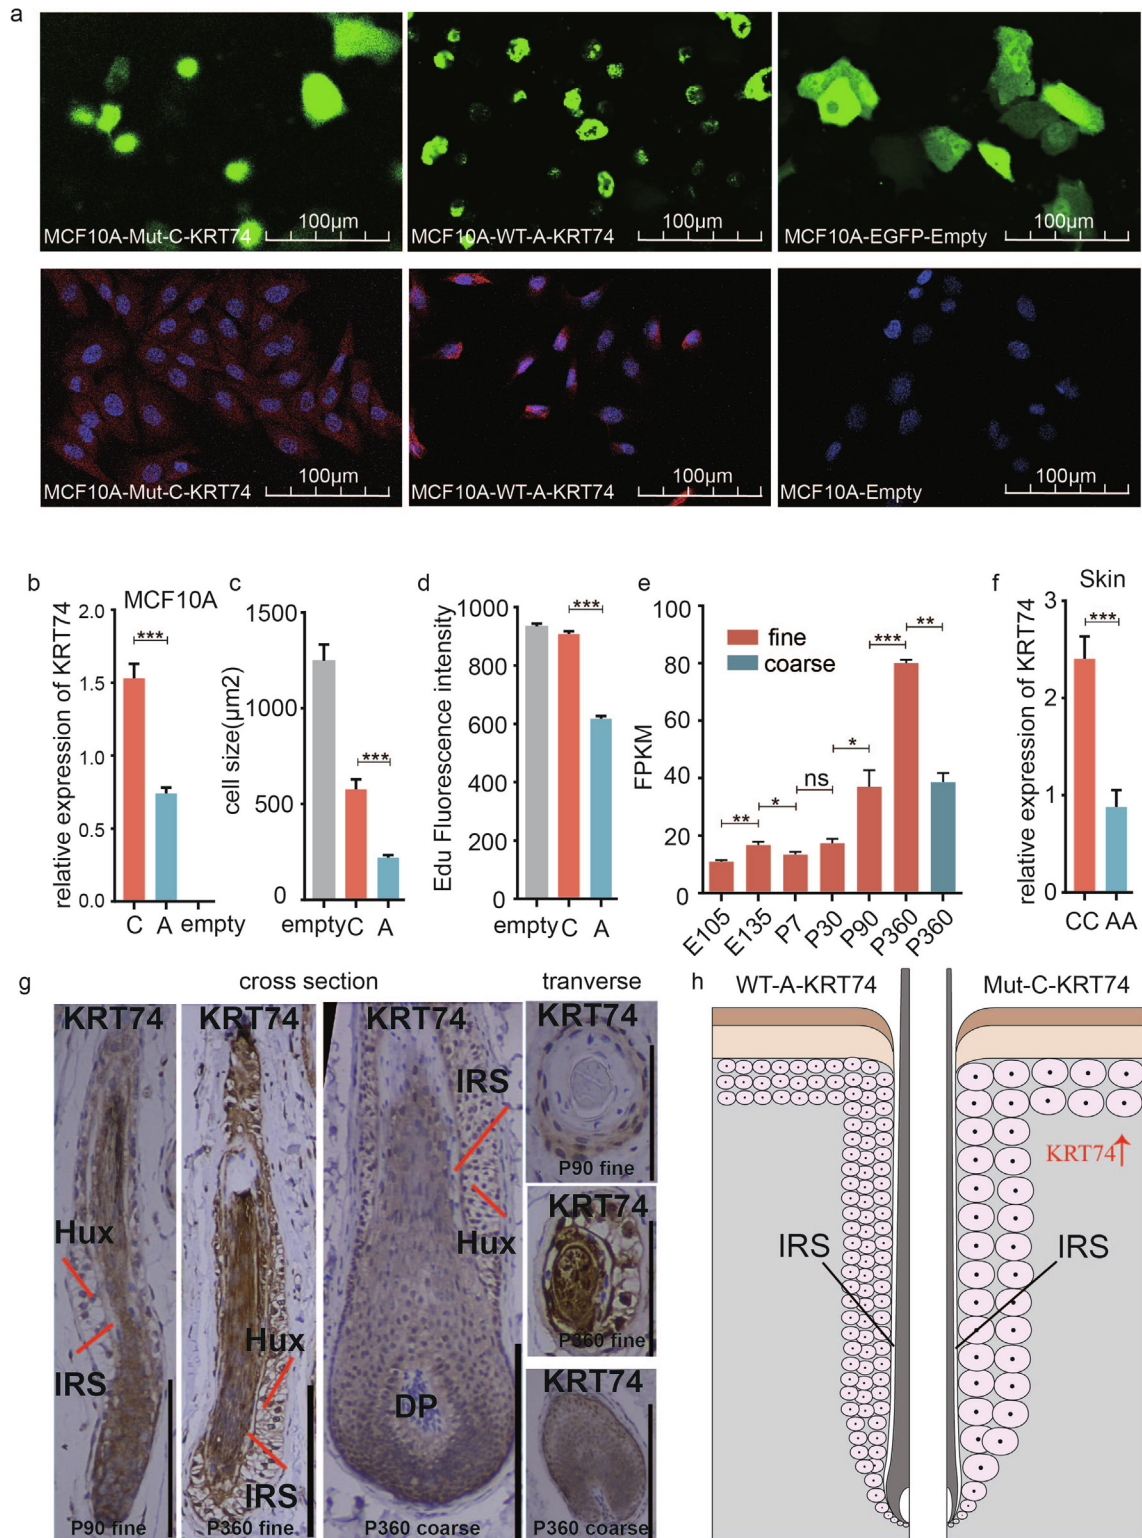 a
100μm
MCF10A-Mut-C-KRT74
100μm
MCF10A-WT-A-KRT74
100μm
MCF10A-EGFP-Empty
100μm
MCF10A-Mut-C-KRT74
100μm
MCF10A-WT-A-KRT74
100μm
MCF10A-Empty
b
MCF10A
relative expression of KRT74
2.0
1.5
1.0
0.5
0.0
***
C A empty
c
cell size(μm2)
1500
1000
500
0
***
empty C A
d
Edu Fluorescence intensity
1000
800
600
400
200
0
***
empty C A
e
FPKM
100
80
60
40
20
0
fine
coarse
**
*
ns
*
***
**
E105
E135
P7
P30
P90
P360
P360
f
Skin
relative expression of KRT74
3
2
1
0
***
CC AA
g
cross section
tranverse
KRT74
Hux
IRS
P90 fine
KRT74
Hux
IRS
P360 fine
KRT74
IRS
Hux
DP
P360 coarse
KRT74
P90 fine
KRT74
P360 fine
KRT74
P360 coarse
h
WT-A-KRT74
Mut-C-KRT74
KRT74↑
IRS
IRS